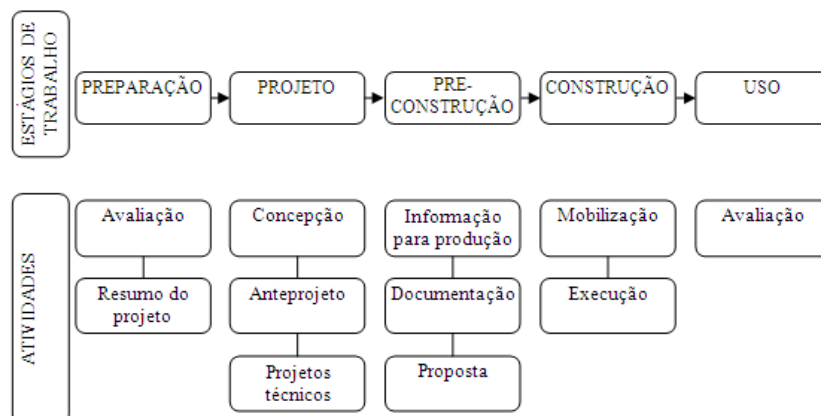 ESTÁGIOS DE
TRABALHO
PREPARAÇÃO
PROJETO
PRE-
CONSTRUÇÃO
CONSTRUÇÃO
USO
ATIVIDADES
Avaliação
Concepção
Informação
para produção
Mobilização
Avaliação
Resumo do
projeto
Anteprojeto
Documentação
Execução
Projetos
técnicos
Proposta